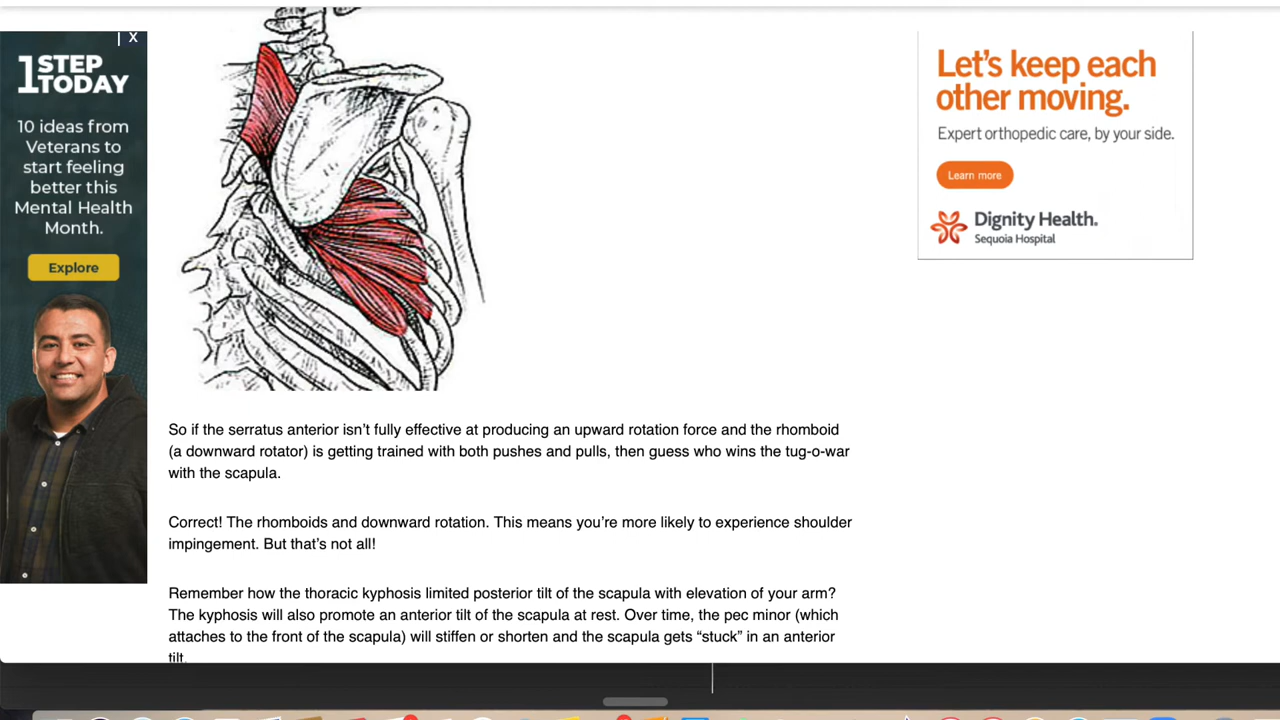 | X
1 STEP
TODAY
10 ideas from
Veterans to
start feeling
better this
Mental Health
Month.
Explore
Let's keep each
other moving.
Expert orthopedic care, by your side.
Learn more
Dignity Health.
Sequoia Hospital
So if the serratus anterior isn’t fully effective at producing an upward rotation force and the rhomboid
(a downward rotator) is getting trained with both pushes and pulls, then guess who wins the tug-o-war
with the scapula.
Correct! The rhomboids and downward rotation. This means you’re more likely to experience shoulder
impingement. But that’s not all!
Remember how the thoracic kyphosis limited posterior tilt of the scapula with elevation of your arm?
The kyphosis will also promote an anterior tilt of the scapula at rest. Over time, the pec minor (which
attaches to the front of the scapula) will stiffen or shorten and the scapula gets “stuck” in an anterior
tilt.